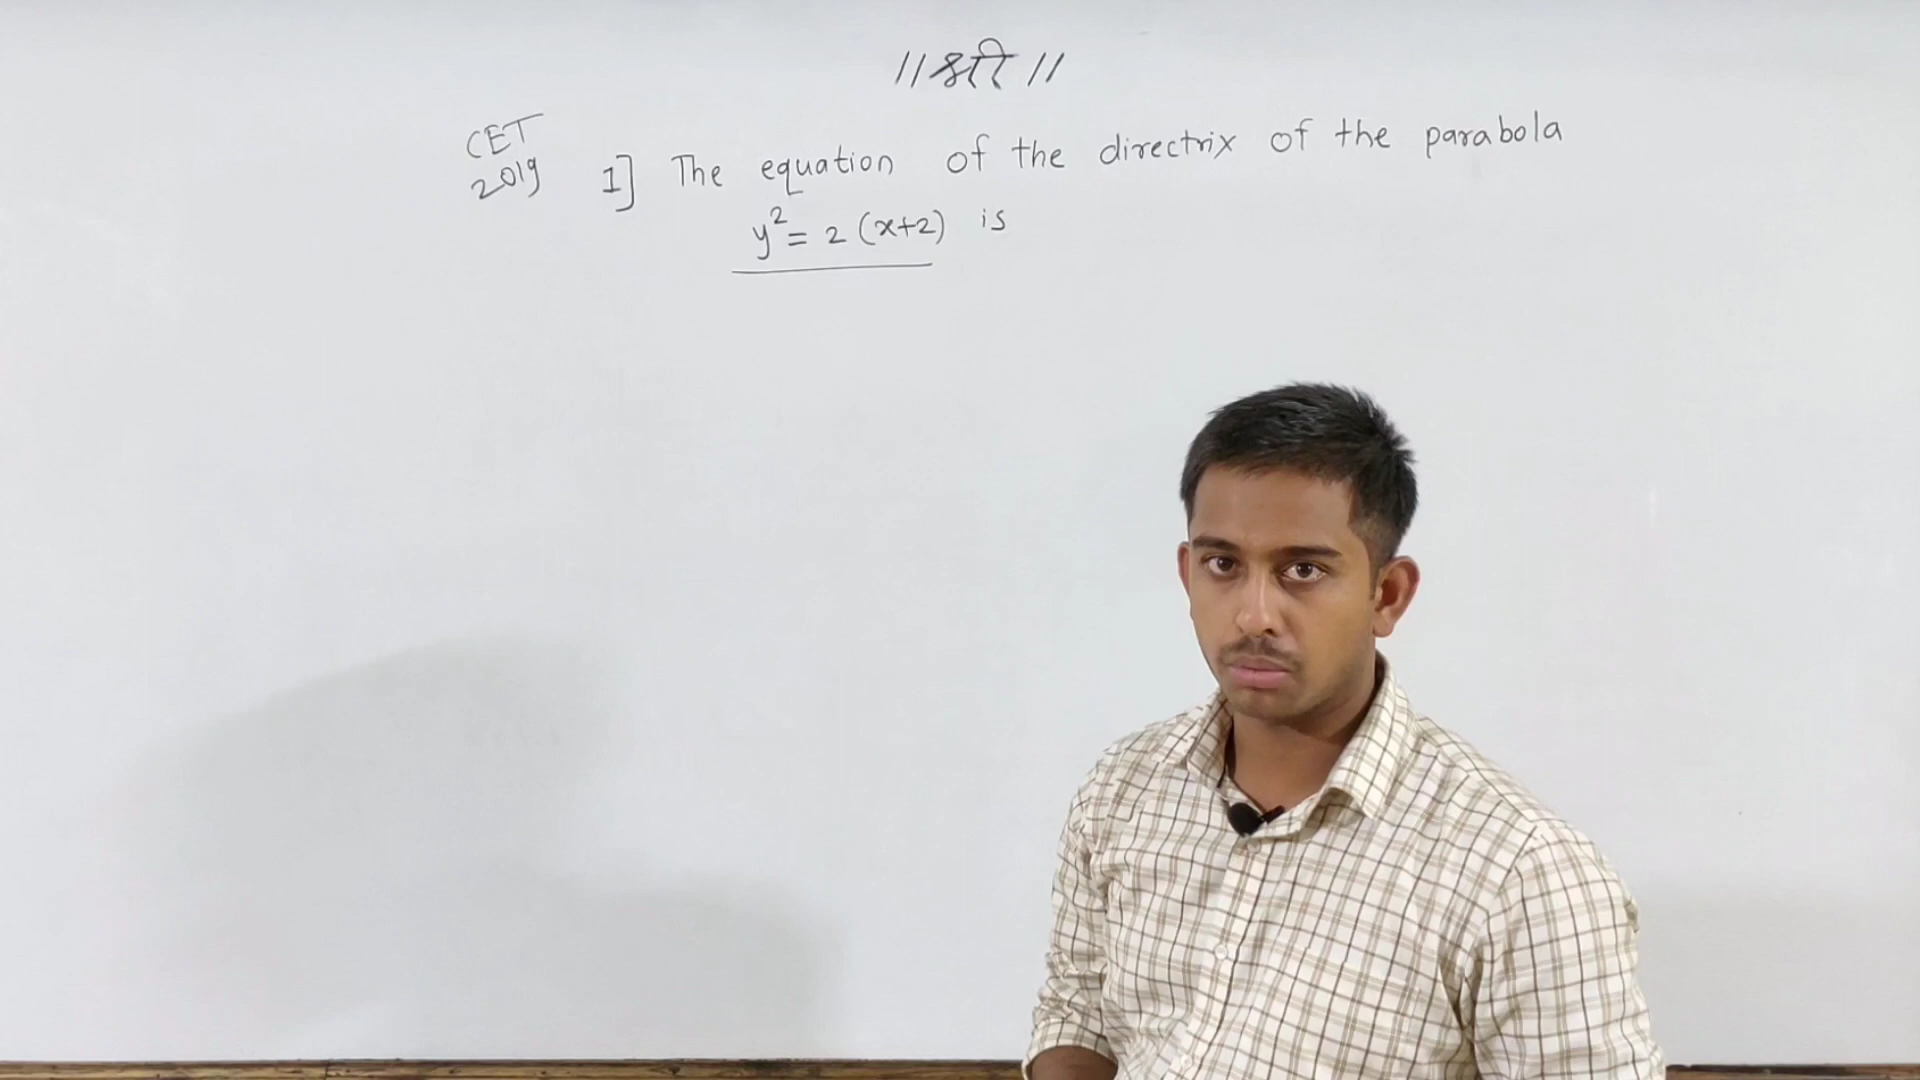 ॥ श्री ॥
CET
2019
1] The equation of the directrix of the parabola
y² = 2 (x+2) is